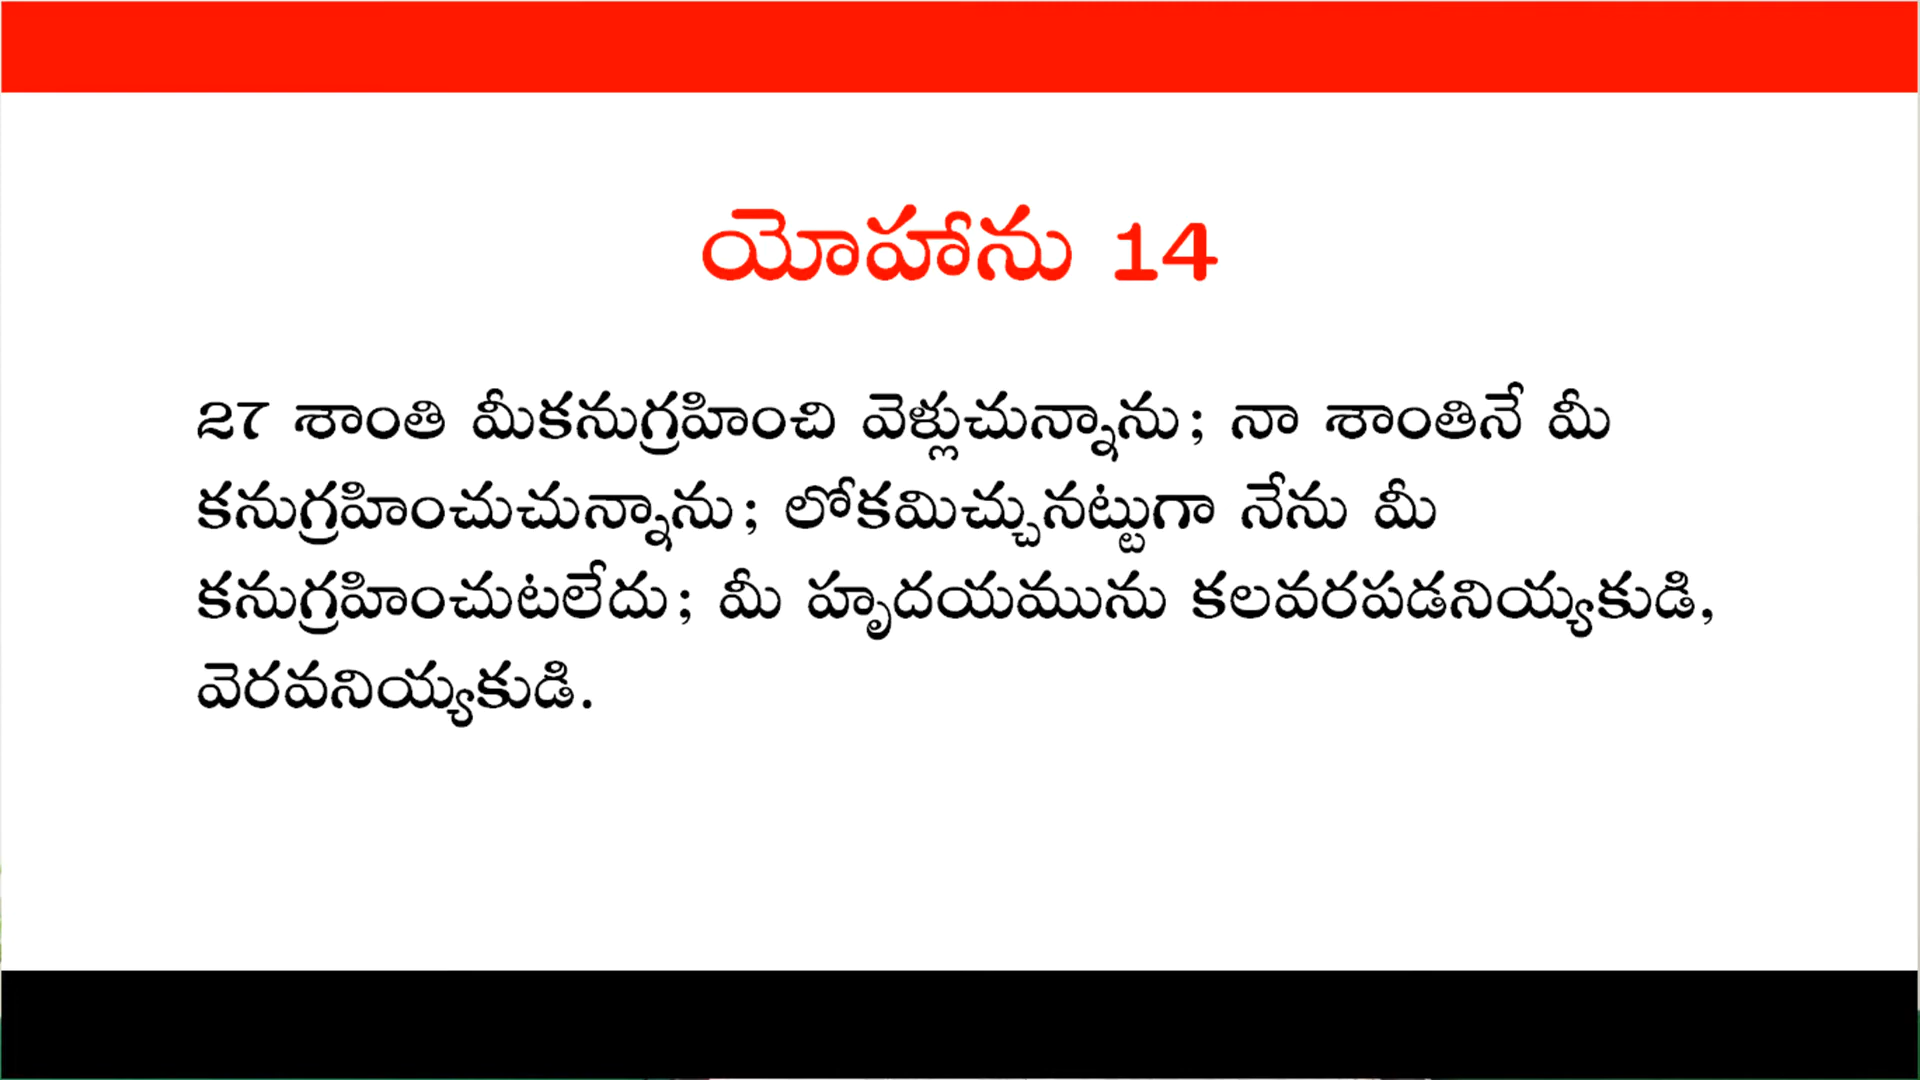 యోహాను 14
27 శాంతి మీకనుగ్రహించి వెళ్లుచున్నాను; నా శాంతినే మీ
కనుగ్రహించుచున్నాను; లోకమిచ్చునట్టుగా నేను మీ
కనుగ్రహించుటలేదు; మీ హృదయమును కలవరపడనియ్యకుడి,
వెరవనియ్యకుడి.